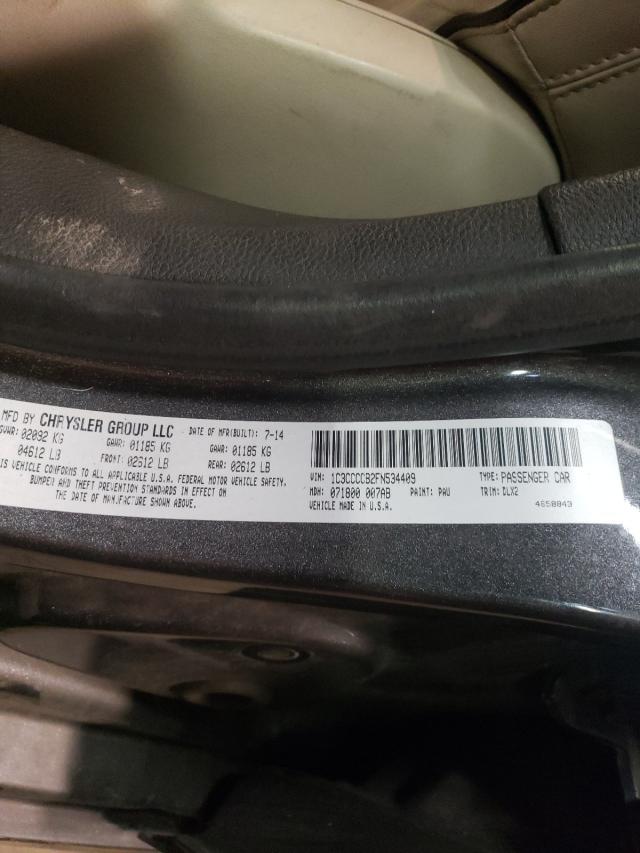 MFD BY CHRYSLER GROUP LLC DATE OF MFR(BUILT): 7-14
GVWR: 02092 KG GAWR: 01185 KG GAWR: 01185 KG
04612 LB FRONT: 02612 LB REAR: 02612 LB
IS VEHICLE CONFORMS TO ALL APPLICABLE U.S.A. FEDERAL MOTOR VEHICLE SAFETY,
BUMPER AND THEFT PREVENTION STANDARDS IN EFFECT ON
THE DATE OF MANUFACTURE SHOWN ABOVE.
VIN: 1C3CCCCB2FN534409 TYPE: PASSENGER CAR
MDH: 071800 007AB PAINT: PAU TRIM: DLX2
VEHICLE MADE IN U.S.A. 4658843